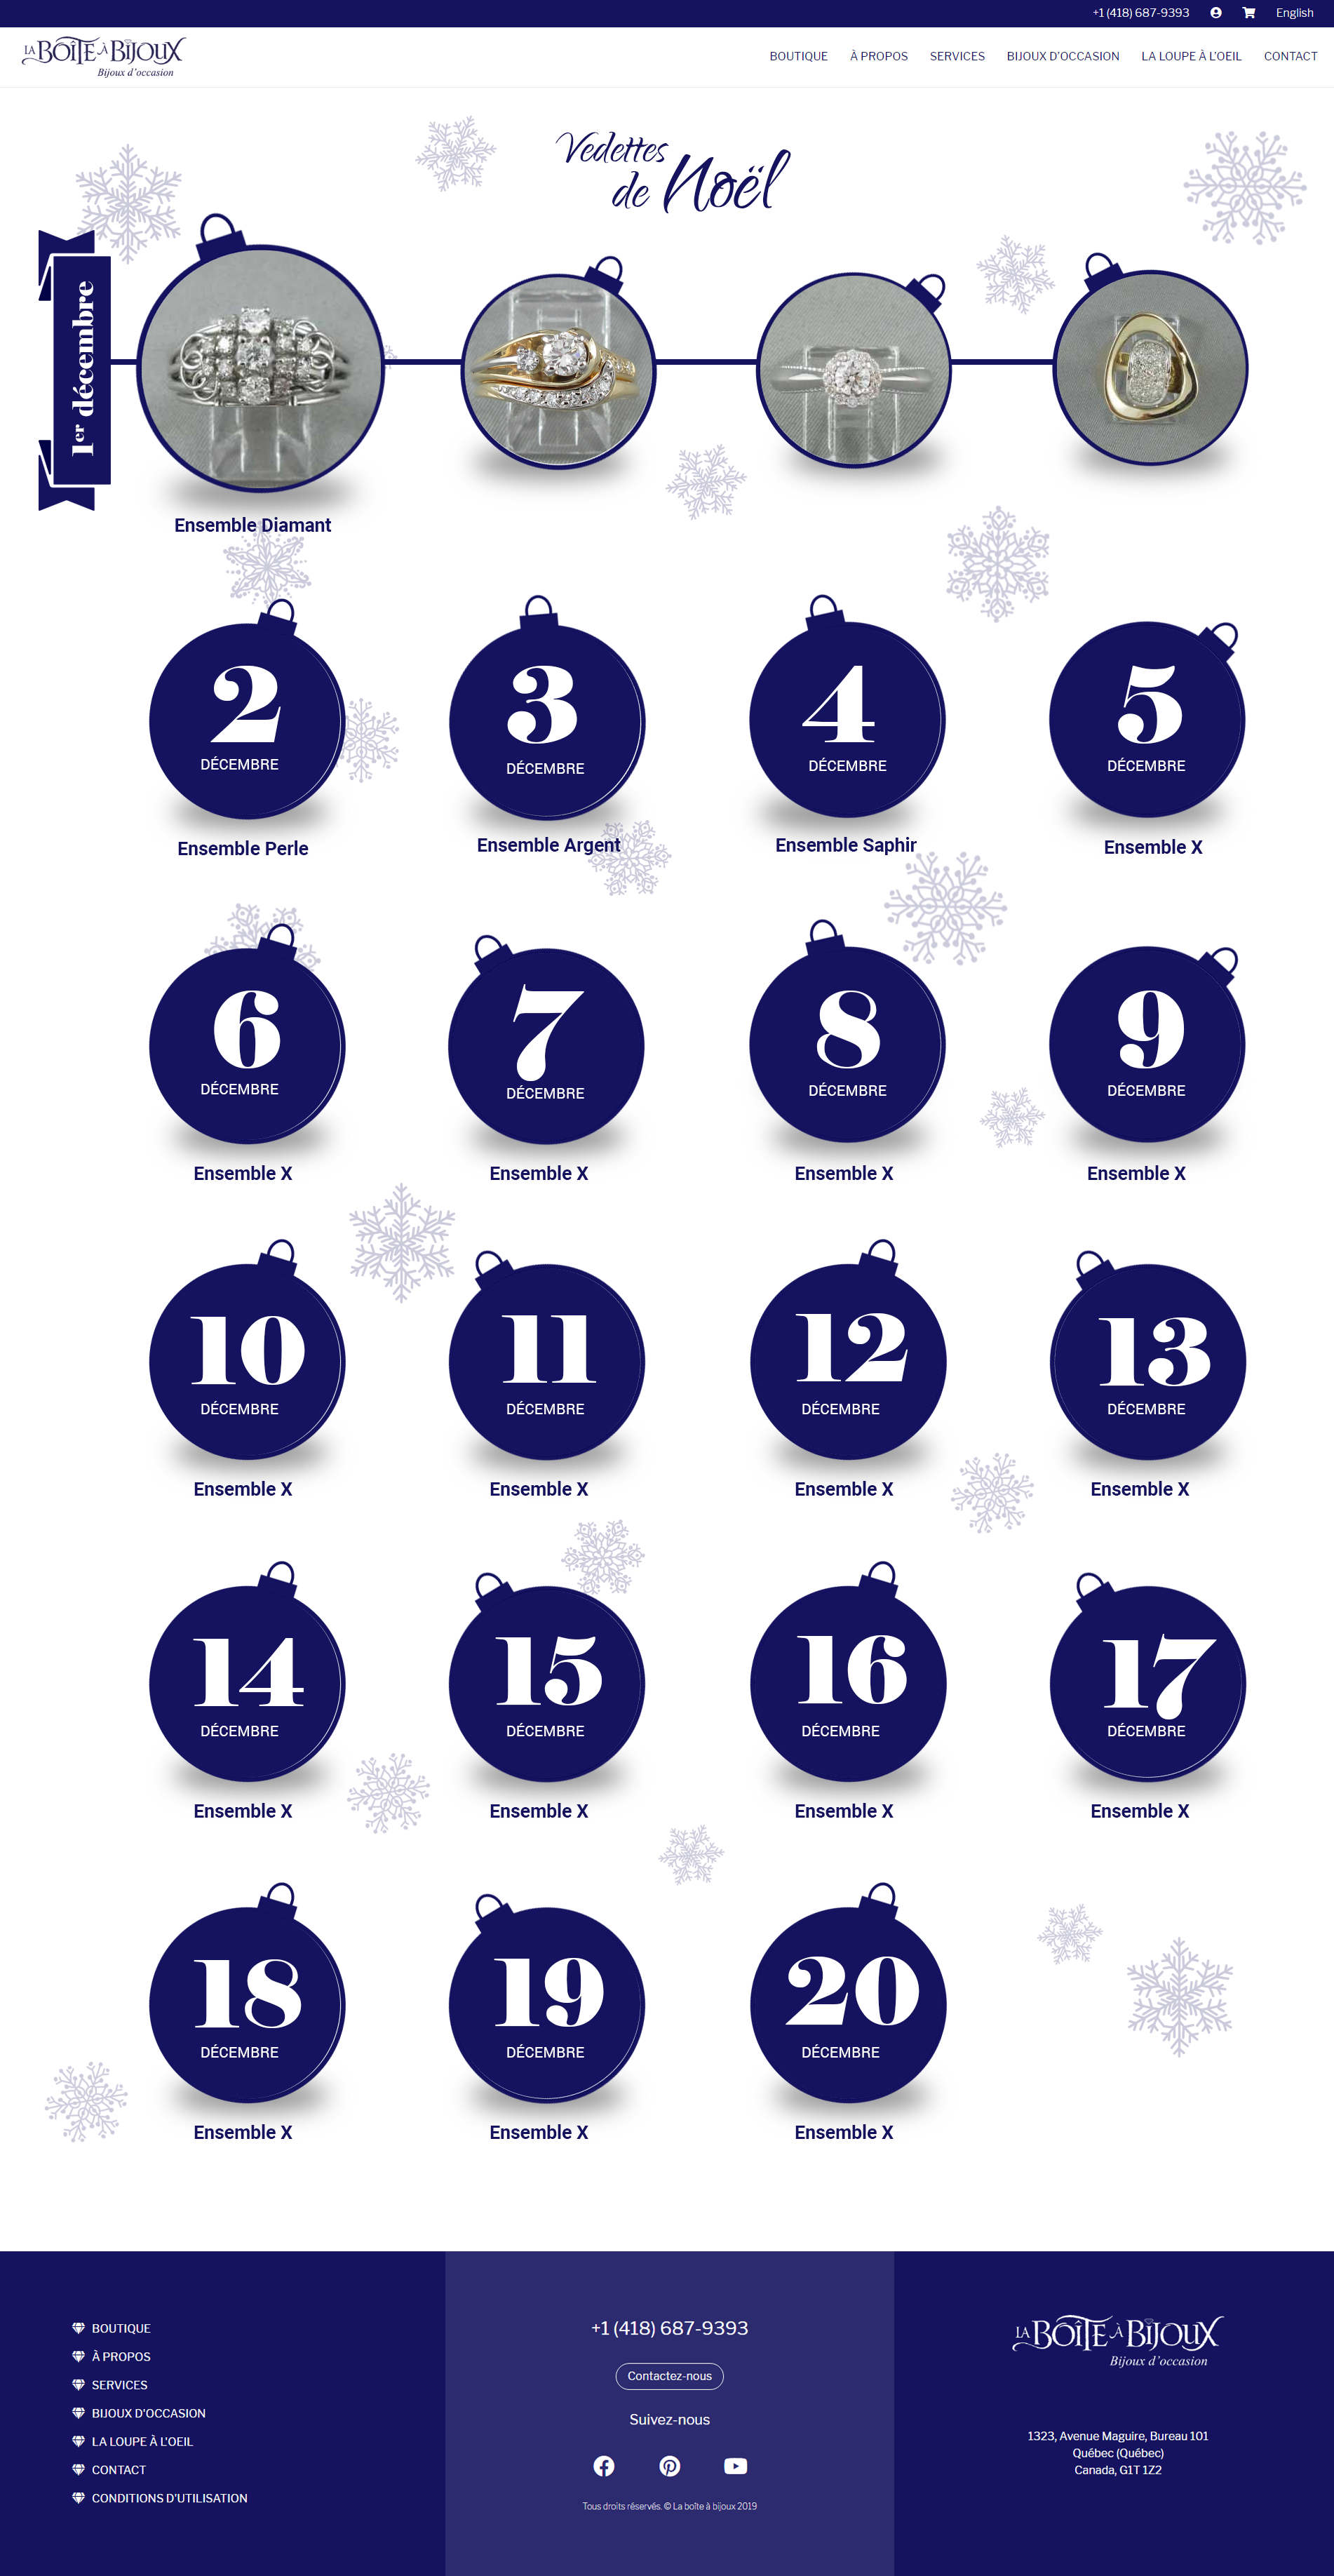 +1 (418) 687-9393 English
LA BOÎTE À BIJOUX
Bijoux d'occasion
BOUTIQUE À PROPOS SERVICES BIJOUX D'OCCASION LA LOUPE À L'OEIL CONTACT
Vedettes
de Noël
1er décembre
Ensemble Diamant
2
DÉCEMBRE
Ensemble Perle
3
DÉCEMBRE
Ensemble Argent
4
DÉCEMBRE
Ensemble Saphir
5
DÉCEMBRE
Ensemble X
6
DÉCEMBRE
Ensemble X
7
DÉCEMBRE
Ensemble X
8
DÉCEMBRE
Ensemble X
9
DÉCEMBRE
Ensemble X
10
DÉCEMBRE
Ensemble X
11
DÉCEMBRE
Ensemble X
12
DÉCEMBRE
Ensemble X
13
DÉCEMBRE
Ensemble X
14
DÉCEMBRE
Ensemble X
15
DÉCEMBRE
Ensemble X
16
DÉCEMBRE
Ensemble X
17
DÉCEMBRE
Ensemble X
18
DÉCEMBRE
Ensemble X
19
DÉCEMBRE
Ensemble X
20
DÉCEMBRE
Ensemble X
BOUTIQUE
À PROPOS
SERVICES
BIJOUX D'OCCASION
LA LOUPE À L'OEIL
CONTACT
CONDITIONS D'UTILISATION
+1 (418) 687-9393
Contactez-nous
Suivez-nous
Tous droits réservés. © La boîte à bijoux 2019
LA BOÎTE À BIJOUX
Bijoux d'occasion
1323, Avenue Maguire, Bureau 101
Québec (Québec)
Canada, G1T 1Z2